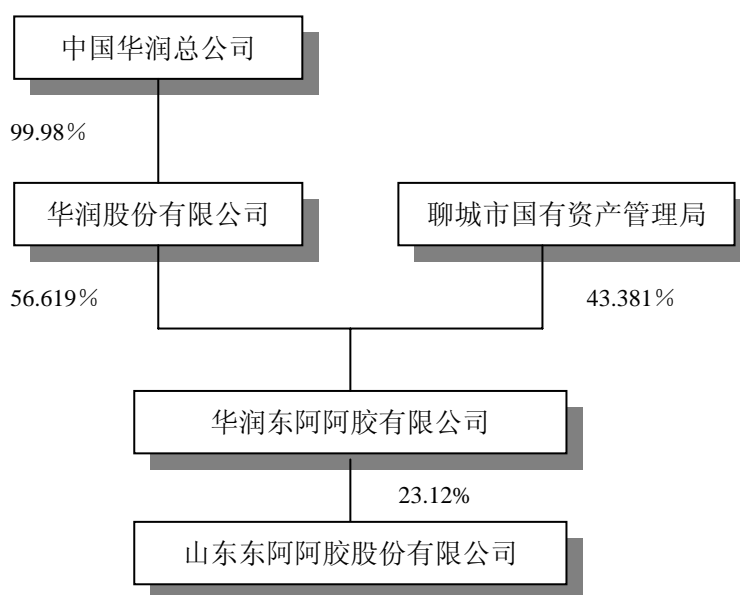 中国华润总公司
99.98％
华润股份有限公司
聊城市国有资产管理局
56.619％
43.381％
华润东阿阿胶有限公司
23.12%
山东东阿阿胶股份有限公司